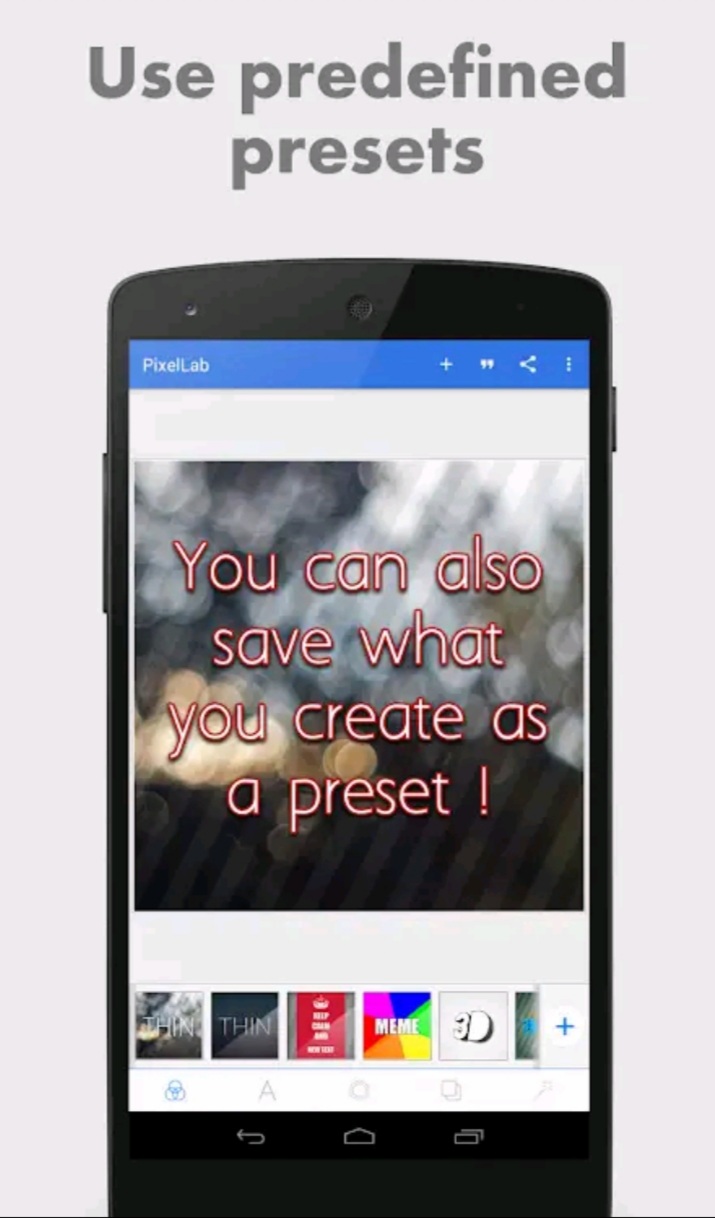 Use predefined
presets
PixelLab
You can also
save what
you create as
a preset !
THIN
THIN
KEEP
CALM
AND
NEW TEXT
MEME
3D
A